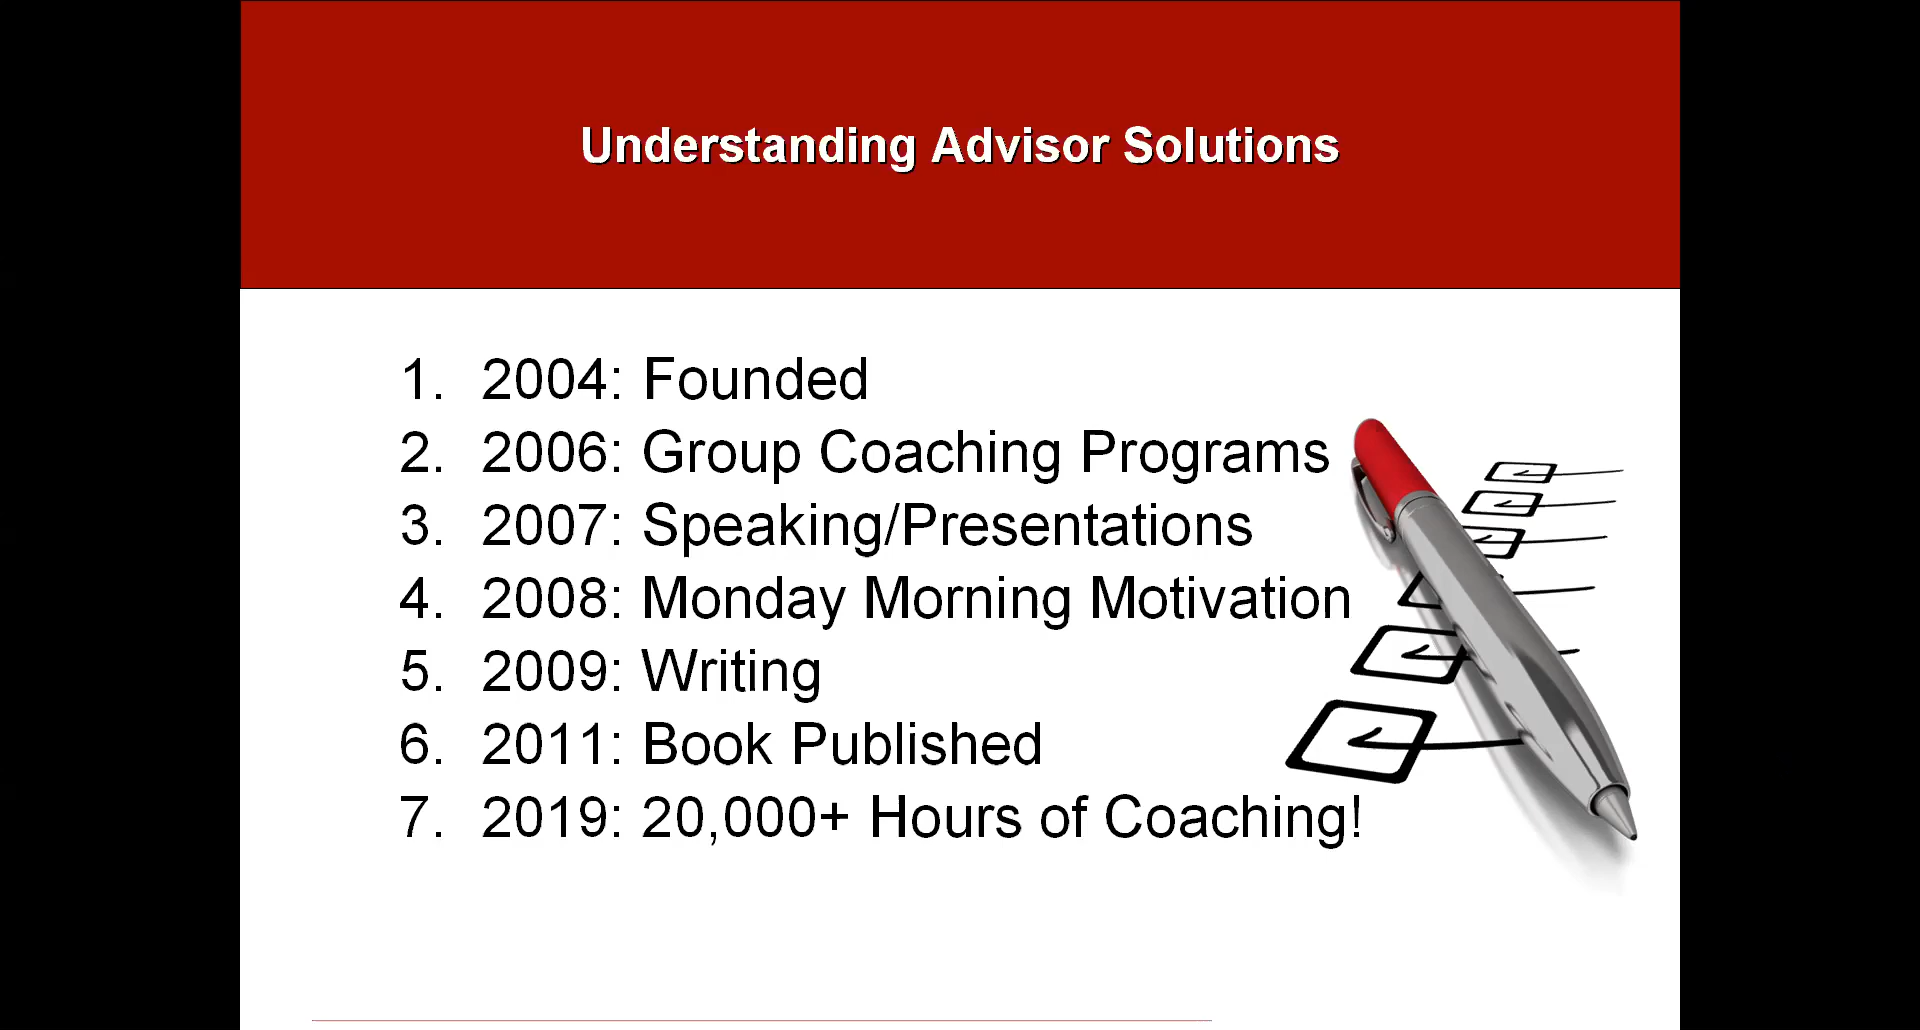 Understanding Advisor Solutions
1. 2004: Founded
2. 2006: Group Coaching Programs
3. 2007: Speaking/Presentations
4. 2008: Monday Morning Motivation
5. 2009: Writing
6. 2011: Book Published
7. 2019: 20,000+ Hours of Coaching!